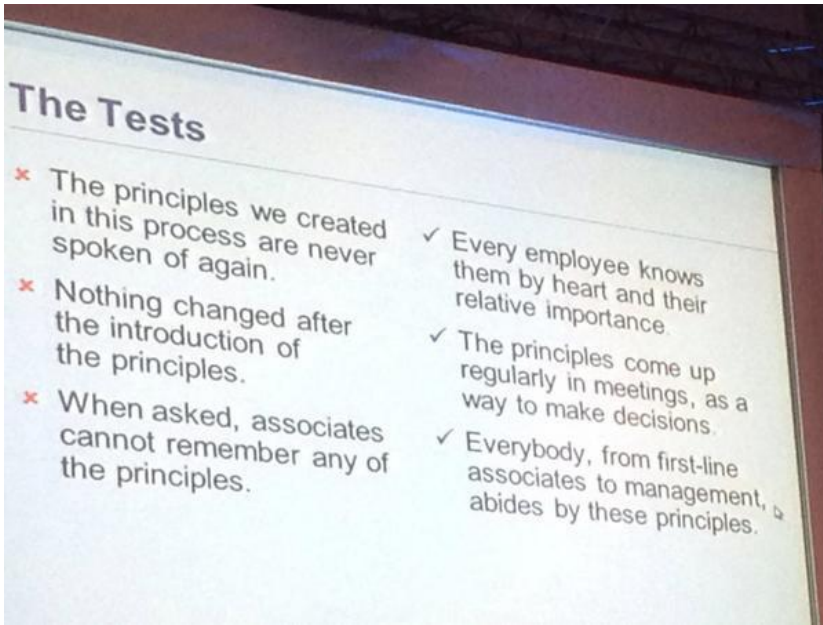 The Tests
× The principles we created
in this process are never
spoken of again.
× Nothing changed after
the introduction of
the principles.
× When asked, associates
cannot remember any of
the principles.
✓ Every employee knows
them by heart and their
relative importance.
✓ The principles come up
regularly in meetings, as a
way to make decisions.
✓ Everybody, from first-line
associates to management,
abides by these principles.